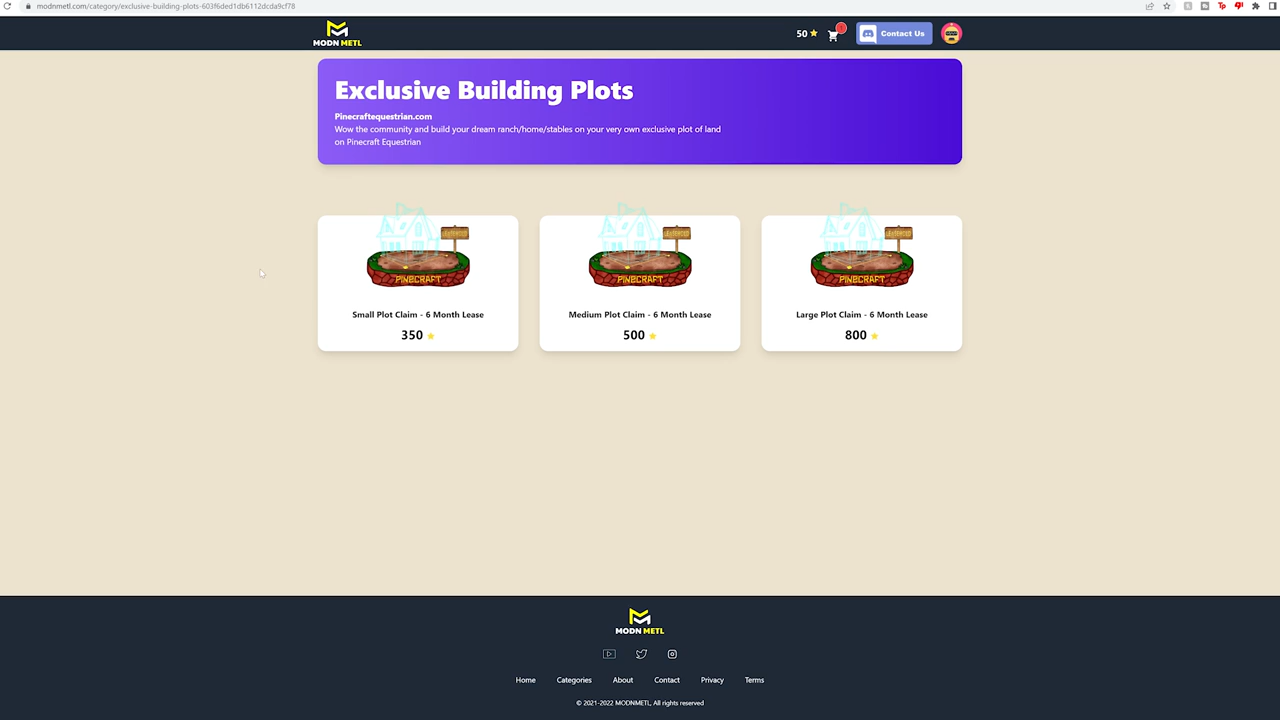 modnmetl.com/category/exclusive-building-plots-603f6ded1db6112dcda9cf78
MODN METL
50
Contact Us
Exclusive Building Plots
Pinecraftequestrian.com
Wow the community and build your dream ranch/home/stables on your very own exclusive plot of land
on Pinecraft Equestrian
PINECRAFT
PINECRAFT
PINECRAFT
Small Plot Claim - 6 Month Lease
350
Medium Plot Claim - 6 Month Lease
500
Large Plot Claim - 6 Month Lease
800
MODN METL
Home
Categories
About
Contact
Privacy
Terms
© 2021-2022 MODNMETL, All rights reserved